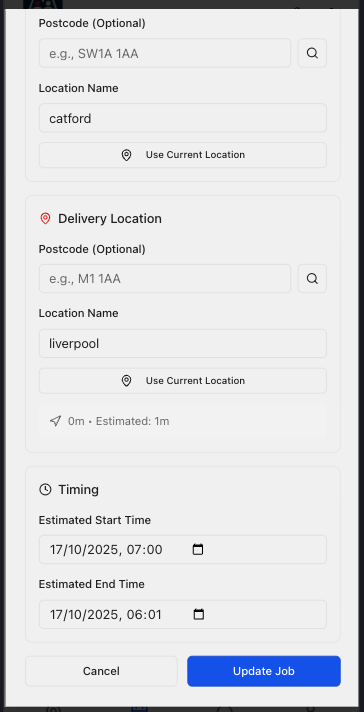 Postcode (Optional)
e.g., SW1A 1AA
Location Name
catford
Use Current Location
Delivery Location
Postcode (Optional)
e.g., M1 1AA
Location Name
liverpool
Use Current Location
0m • Estimated: 1m
Timing
Estimated Start Time
17/10/2025, 07:00
Estimated End Time
17/10/2025, 06:01
Cancel
Update Job